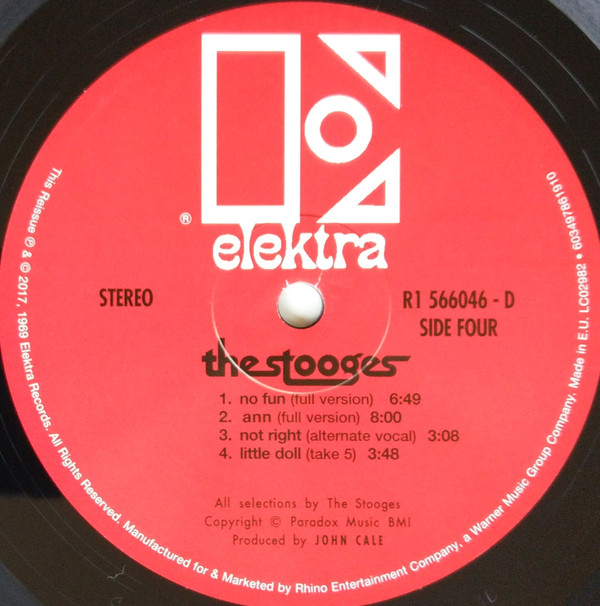 ®
elektra
STEREO
R1 566046 - D
SIDE FOUR
the stooges
1. no fun (full version) 6:49
2. ann (full version) 8:00
3. not right (alternate vocal) 3:08
4. little doll (take 5) 3:48
All selections by The Stooges
Copyright © Paradox Music BMI
Produced by JOHN CALE
This Reissue ℗ & © 2017, 1969 Elektra Records. All Rights Reserved. Manufactured for & Marketed by Rhino Entertainment Company, a Warner Music Group Company. Made in E.U. LC02982 • 603497861910